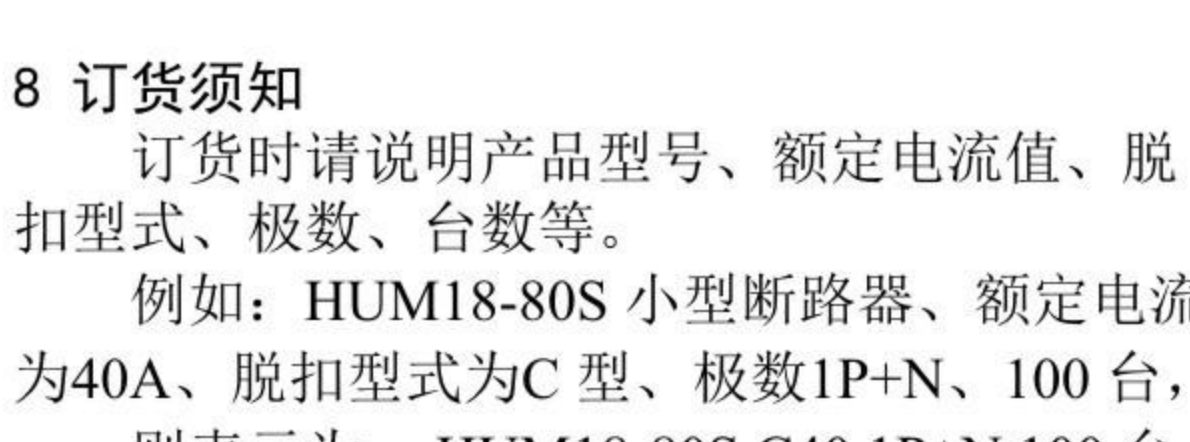 8 订货须知
订货时请说明产品型号、额定电流值、脱
扣型式、极数、台数等。
例如：HUM18-80S 小型断路器、额定电流
为40A、脱扣型式为C 型、极数1P+N、100 台，